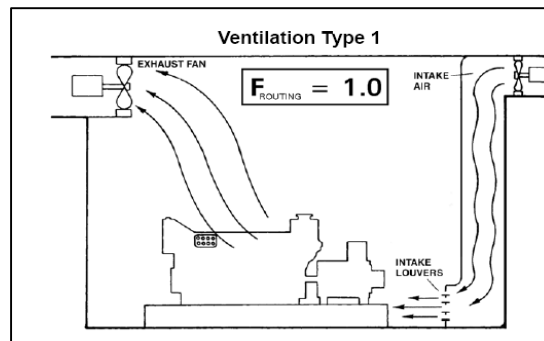 Ventilation Type 1
EXHAUST FAN
F ROUTING = 1.0
INTAKE
AIR
INTAKE
LOUVERS